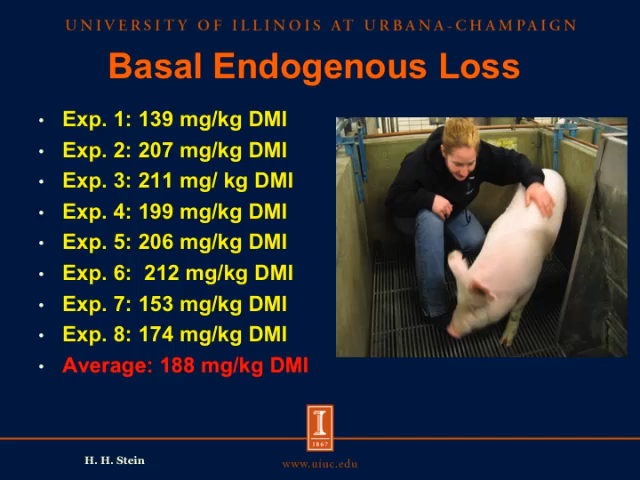 UNIVERSITY OF ILLINOIS AT URBANA-CHAMPAIGN
Basal Endogenous Loss
• Exp. 1: 139 mg/kg DMI
• Exp. 2: 207 mg/kg DMI
• Exp. 3: 211 mg/ kg DMI
• Exp. 4: 199 mg/kg DMI
• Exp. 5: 206 mg/kg DMI
• Exp. 6:  212 mg/kg DMI
• Exp. 7: 153 mg/kg DMI
• Exp. 8: 174 mg/kg DMI
• Average: 188 mg/kg DMI
I
1867
H. H. Stein
www.uiuc.edu